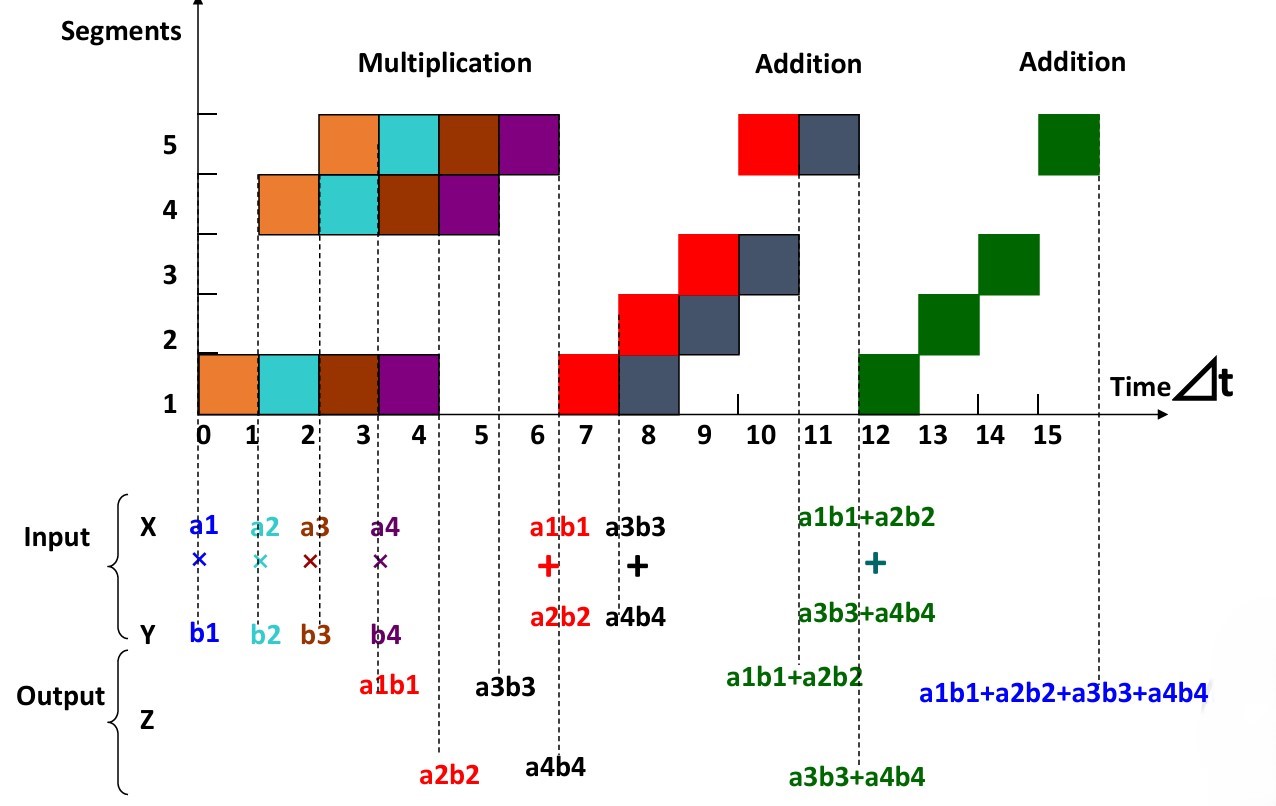 Segments
Multiplication Addition Addition
5
4
3
2
1
Time ⊿t
0 1 2 3 4 5 6 7 8 9 10 11 12 13 14 15
Input
X a1 a2 a3 a4 a1b1 a3b3 a1b1+a2b2
× × × × + + +
Y b1 b2 b3 b4 a2b2 a4b4 a3b3+a4b4
Output
a1b1 a3b3 a1b1+a2b2 a1b1+a2b2+a3b3+a4b4
Z
a2b2 a4b4 a3b3+a4b4